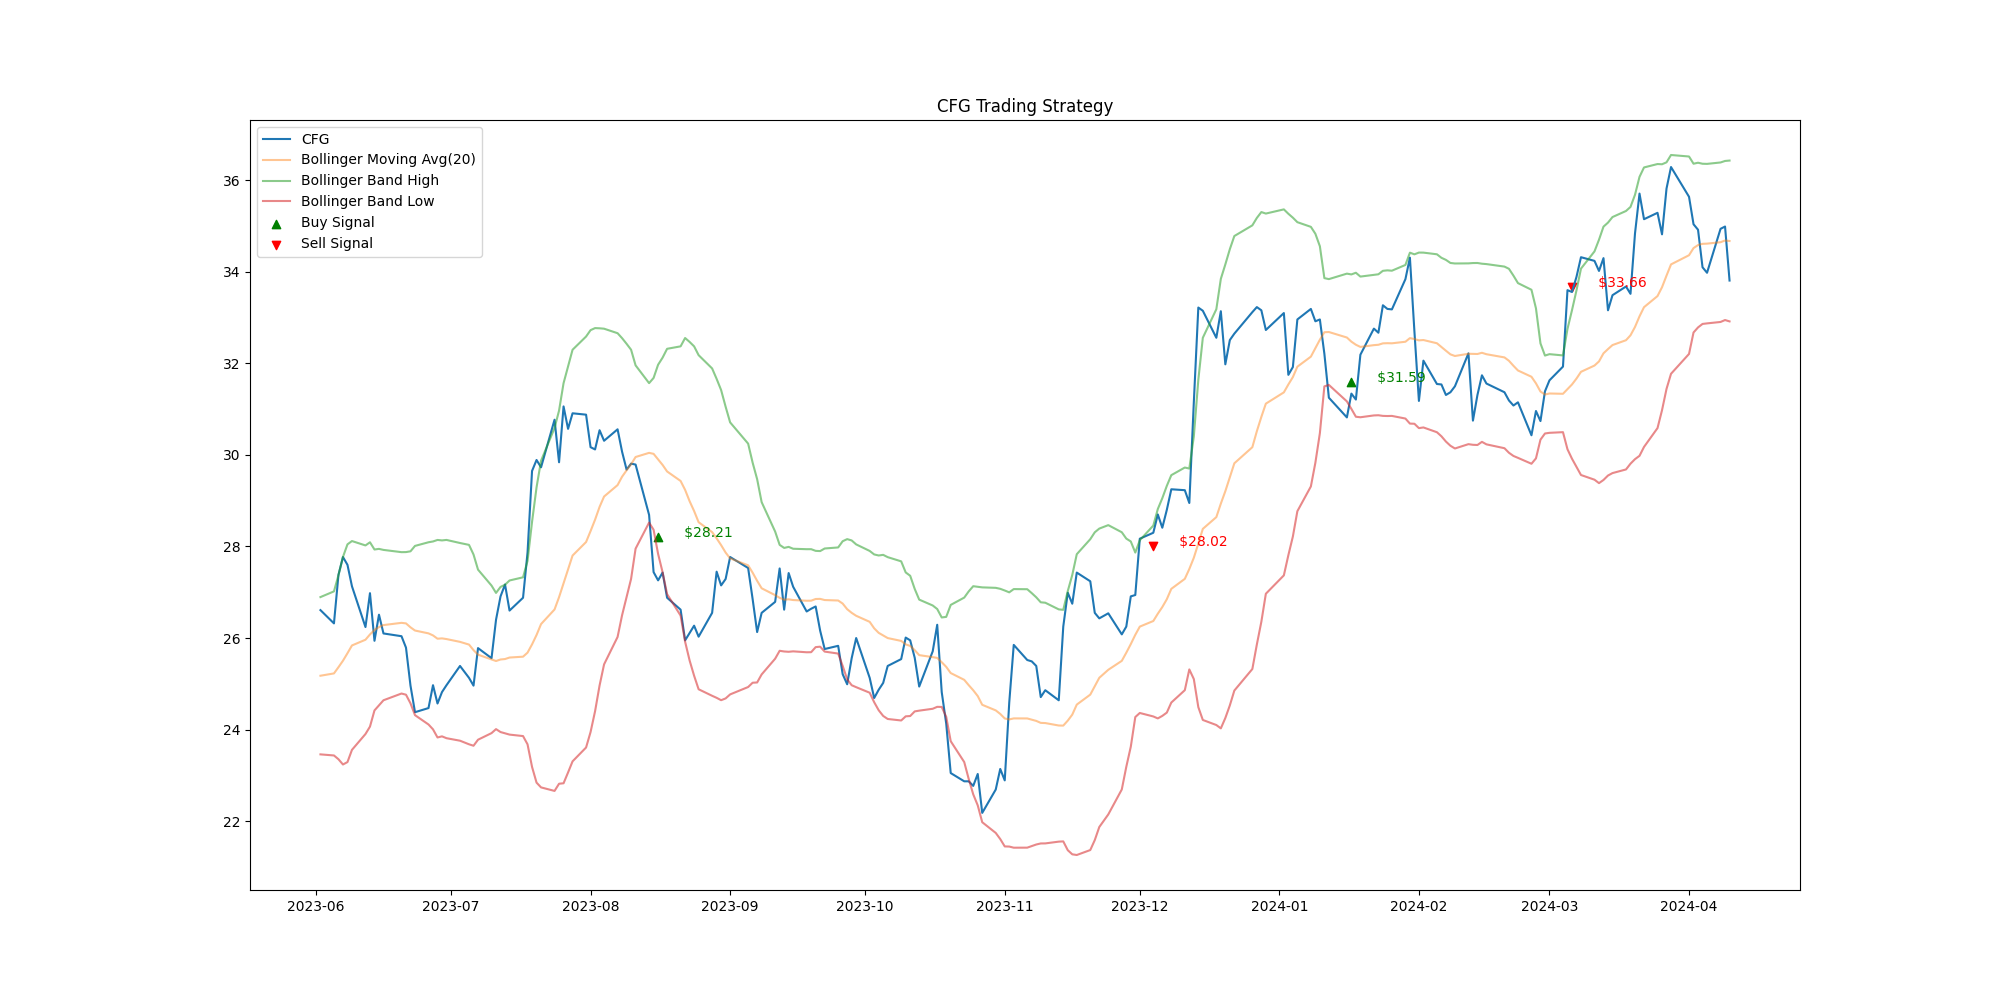 CFG Trading Strategy
CFG
Bollinger Moving Avg(20)
Bollinger Band High
Bollinger Band Low
Buy Signal
Sell Signal
36
34
32
30
28
26
24
22
$33.66
$31.59
$28.21
$28.02
2023-06 2023-07 2023-08 2023-09 2023-10 2023-11 2023-12 2024-01 2024-02 2024-03 2024-04